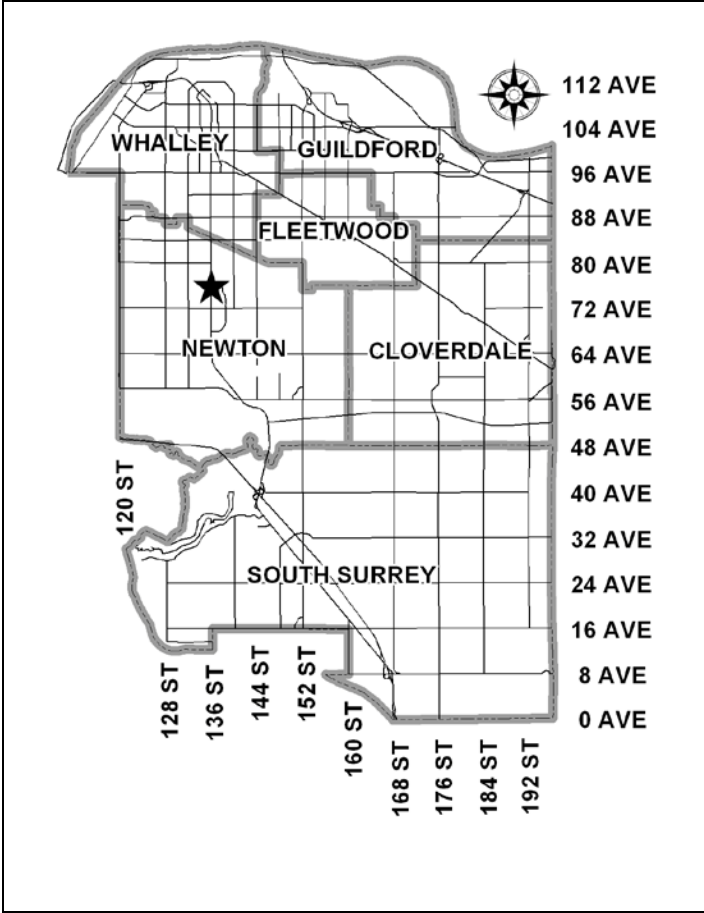 112 AVE
104 AVE
WHALLEY
GUILDFORD
96 AVE
88 AVE
FLEETWOOD
80 AVE
72 AVE
NEWTON
CLOVERDALE
64 AVE
56 AVE
48 AVE
120 ST
40 AVE
32 AVE
SOUTH SURREY
24 AVE
16 AVE
8 AVE
128 ST
136 ST
144 ST
152 ST
0 AVE
160 ST
168 ST
176 ST
184 ST
192 ST